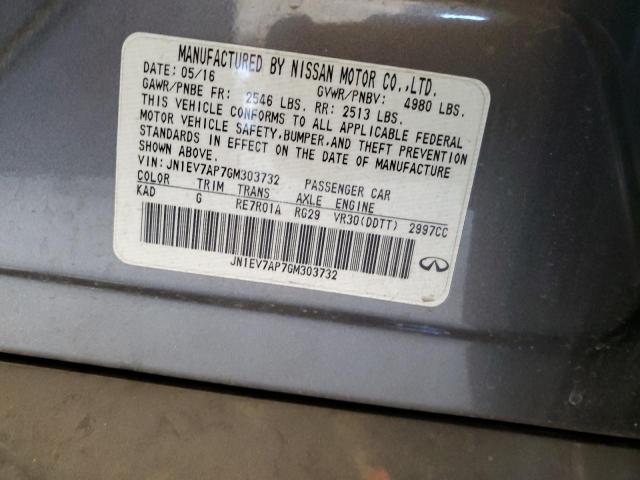 MANUFACTURED BY NISSAN MOTOR CO.,LTD.
DATE: 05/16 GVWR/PNBV: 4980 LBS.
GAWR/PNBE FR: 2546 LBS. RR: 2513 LBS.
THIS VEHICLE CONFORMS TO ALL APPLICABLE FEDERAL
MOTOR VEHICLE SAFETY,BUMPER,AND THEFT PREVENTION
STANDARDS IN EFFECT ON THE DATE OF MANUFACTURE
SHOWN ABOVE.
VIN: JN1EV7AP7GM303732 PASSENGER CAR
COLOR TRIM TRANS AXLE ENGINE
KAD G RE7R01A RG29 VR30(DDTT) 2997CC
JN1EV7AP7GM303732